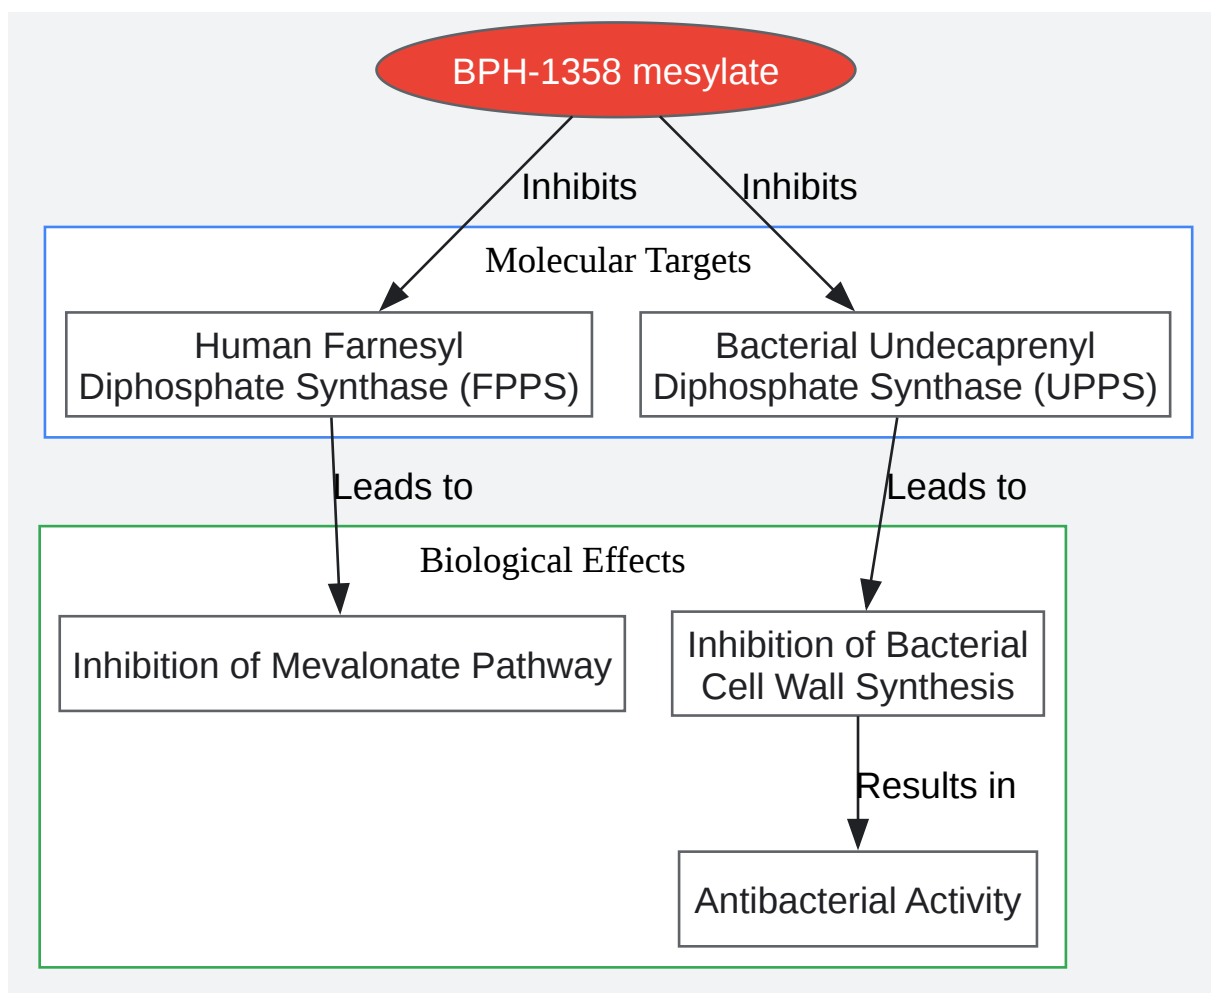 BPH-1358 mesylate
Inhibits
Inhibits
Molecular Targets
Human Farnesyl
Diphosphate Synthase (FPPS)
Bacterial Undecaprenyl
Diphosphate Synthase (UPPS)
Leads to
Leads to
Biological Effects
Inhibition of Mevalonate Pathway
Inhibition of Bacterial
Cell Wall Synthesis
Results in
Antibacterial Activity